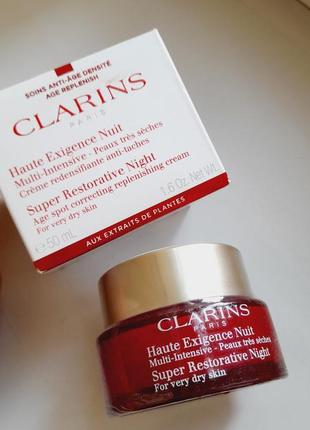 SOINS ANTI-ÂGE DENSITÉ
AGE REPLENISH
CLARINS
PARIS
Haute Exigence Nuit
Multi-Intensive - Peaux très sèches
Crème redensifiante anti-taches
Super Restorative Night
Age spot correcting replenishing cream
For very dry skin
℮ 50 mL
1.6 Oz. Net Wt.
AUX EXTRAITS DE PLANTES
CLARINS
PARIS
Haute Exigence Nuit
Multi-Intensive - Peaux très sèches
Super Restorative Night
For very dry skin